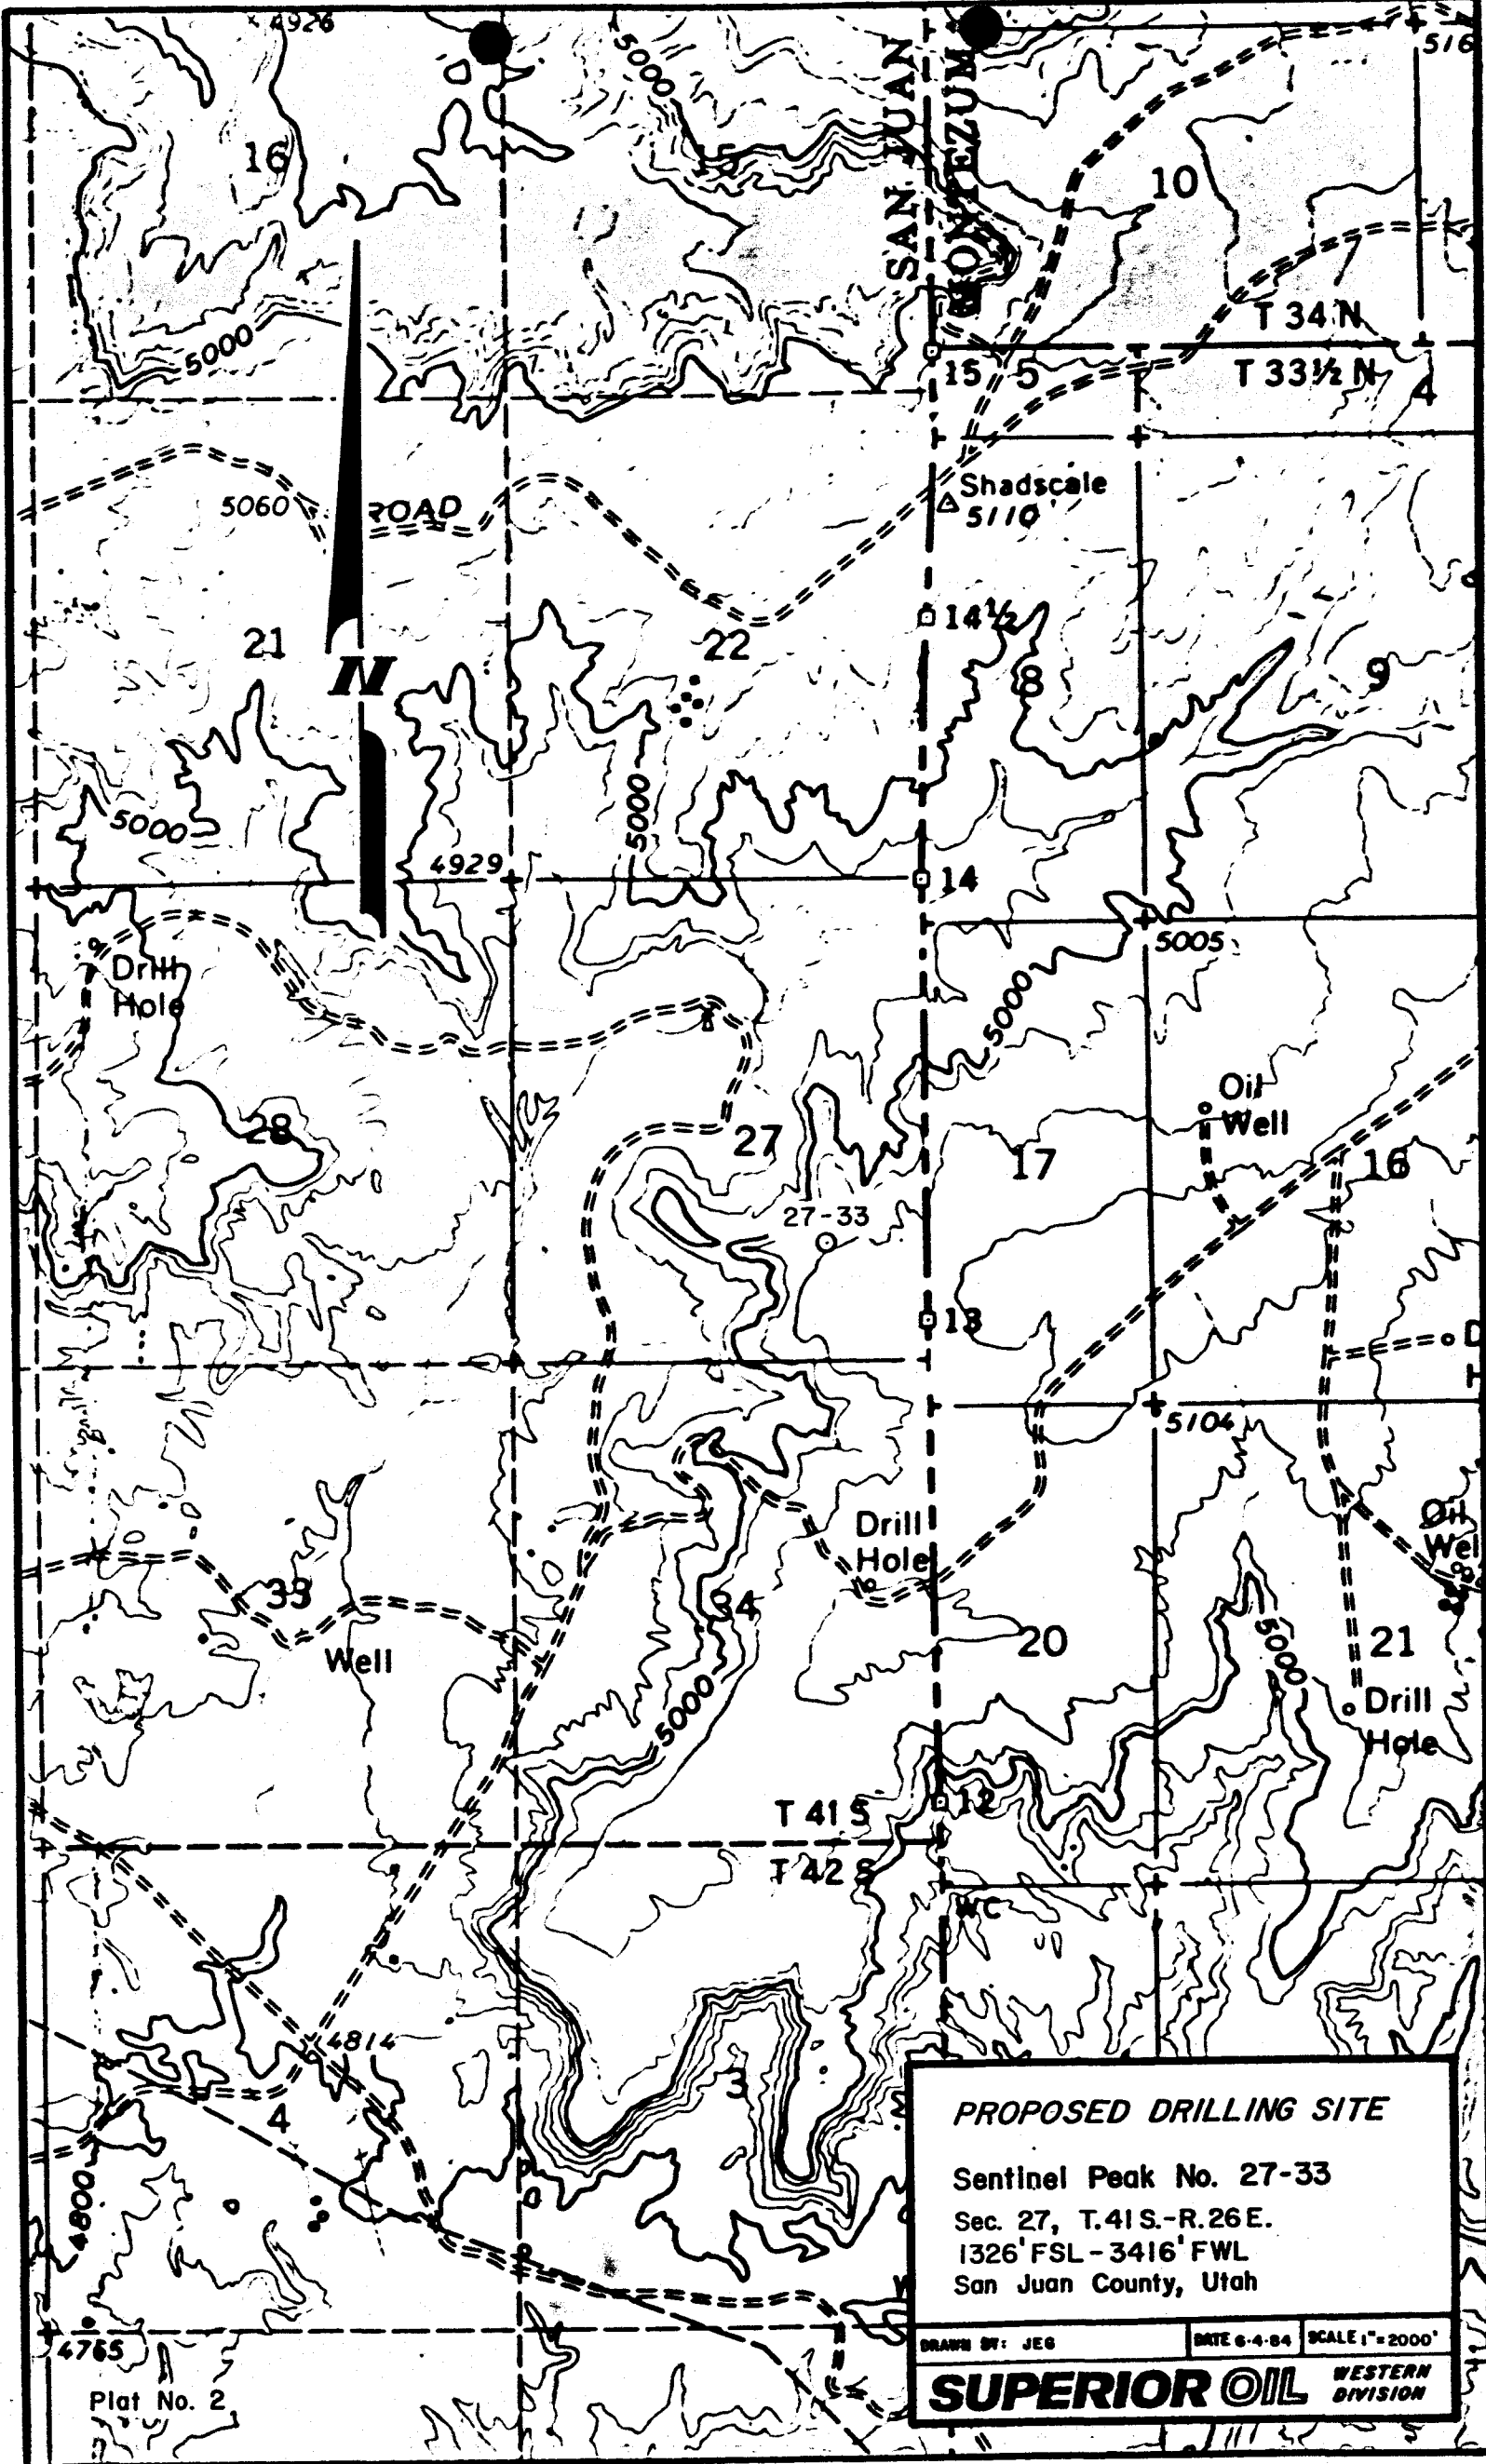 4926
5000
SAN JUAN
MONTEZUMA
516
16
15
10
5000
T 34 N
15
5
T 33½ N
4
5060
ROAD
Shadscale
5110
14½
21
N
22
8
9
5000
5000
4929
14
5005
Drill
Hole
5000
Oil
Well
28
27
17
16
27-33
13
5104
Drill
Hole
Oil
Wel
33
34
Well
20
5000
21
5000
Drill
Hole
T 41 S
12
T 42 S
WC
4814
3
4
4800
4765
Plat No. 2
PROPOSED DRILLING SITE
Sentinel Peak No. 27-33
Sec. 27, T.41 S.-R.26 E.
1326' FSL - 3416' FWL
San Juan County, Utah
DRAWN BY: JEG
DATE 6-4-84
SCALE 1"=2000'
SUPERIOR OIL
WESTERN
DIVISION